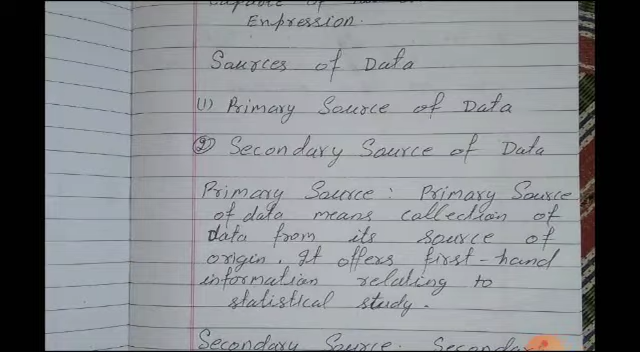 Expression.
Sources of Data
(1) Primary Source of Data
(2) Secondary Source of Data
Primary Source : Primary Source
of data means collection of
data from its source of
origin. It offers first-hand
information relating to
statistical study.
Secondary Source. Secondary